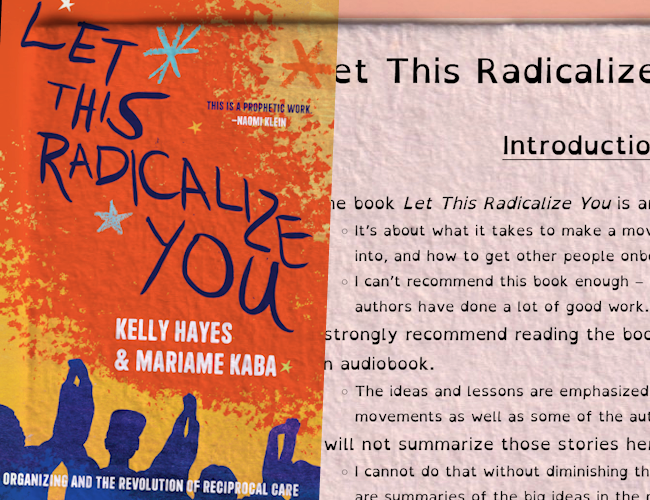 LET
THIS
RADICALIZE
YOU
THIS IS A PROPHETIC WORK.
—NAOMI KLEIN
KELLY HAYES
& MARIAME KABA
ORGANIZING AND THE REVOLUTION OF RECIPROCAL CARE
et This Radicalize
Introductio
he book Let This Radicalize You is a
◦ It's about what it takes to make a mov
into, and how to get other people onbo
◦ I can't recommend this book enough –
authors have done a lot of good work.
strongly recommend reading the boo
n audiobook.
◦ The ideas and lessons are emphasized
movements as well as some of the aut
will not summarize those stories her
◦ I cannot do that without diminishing th
are summaries of the big ideas in the